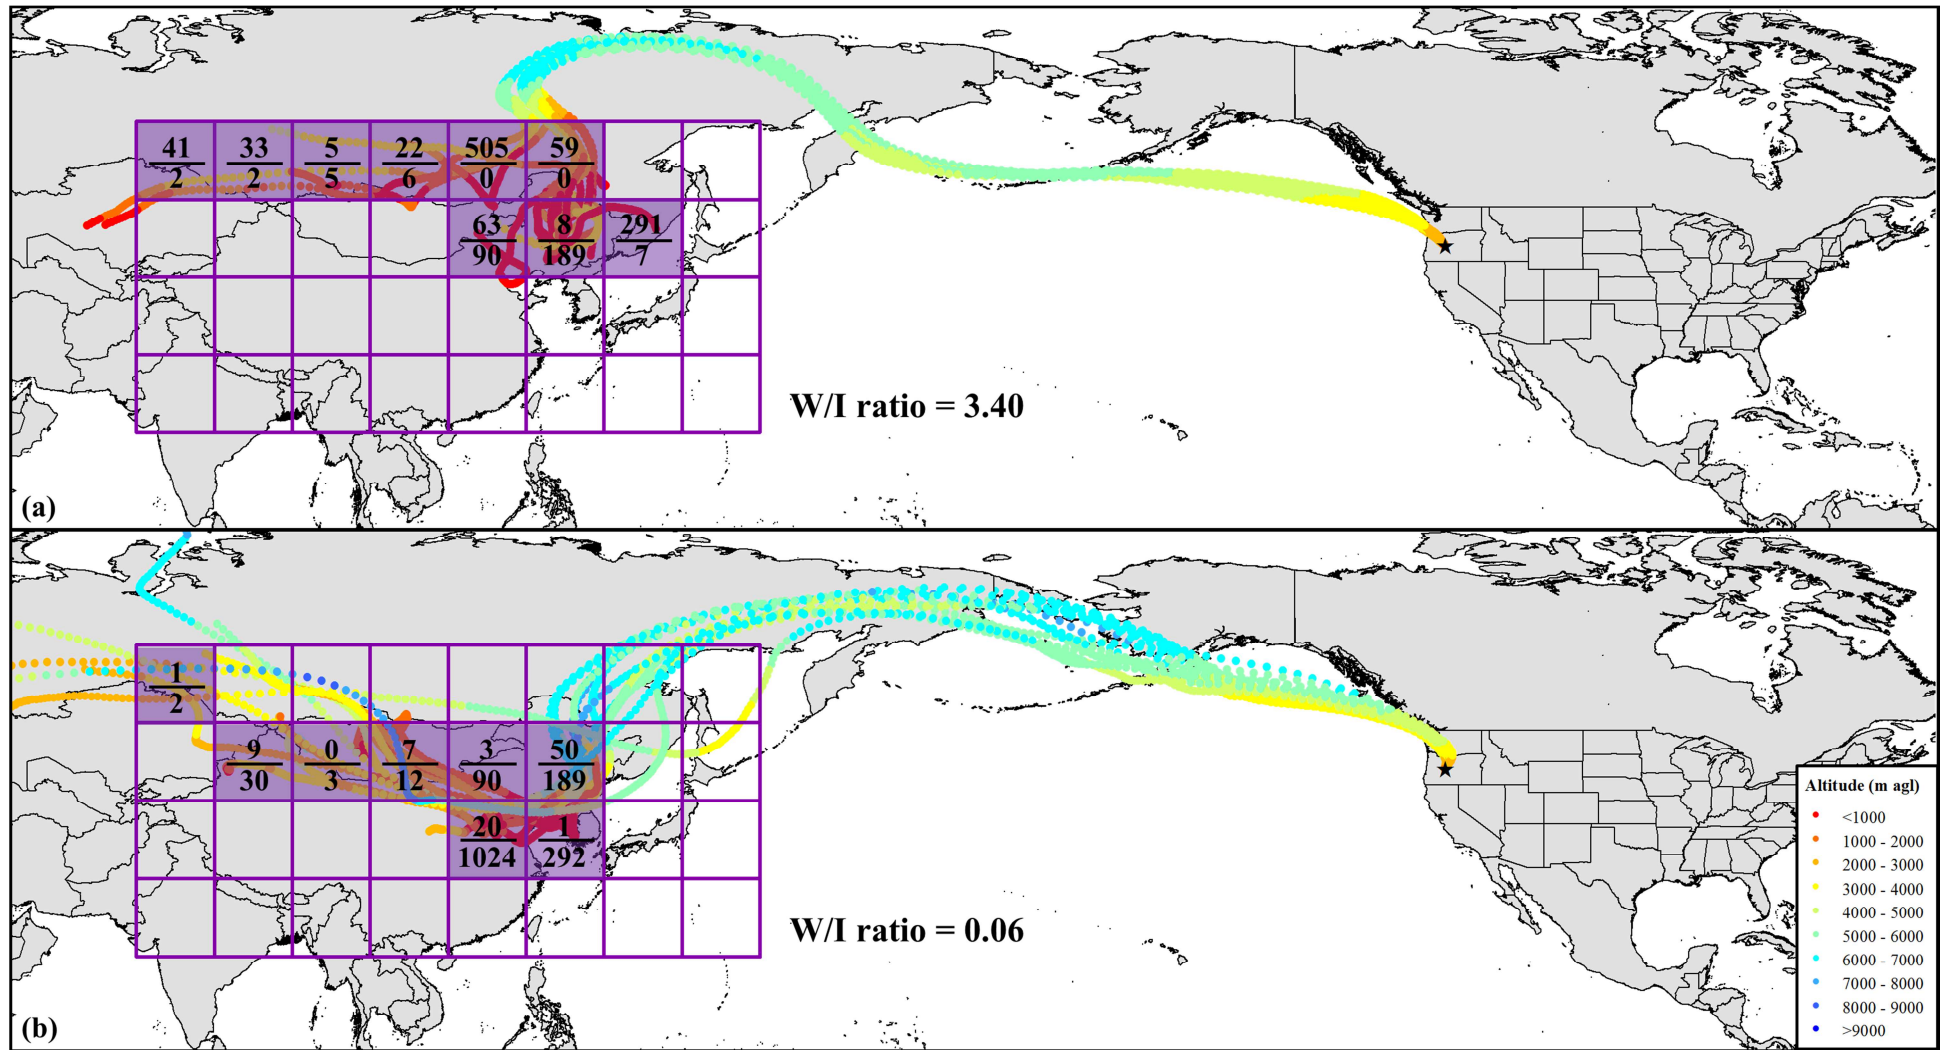 41 33 5 22 505 59
2 2 5 6 0 0
63 8 291
90 189 7
W/I ratio = 3.40
(a)
1
2
9 0 7 3 50
30 3 12 90 189
20 1
1024 292
W/I ratio = 0.06
(b)
Altitude (m agl)
<1000
1000 - 2000
2000 - 3000
3000 - 4000
4000 - 5000
5000 - 6000
6000 - 7000
7000 - 8000
8000 - 9000
>9000